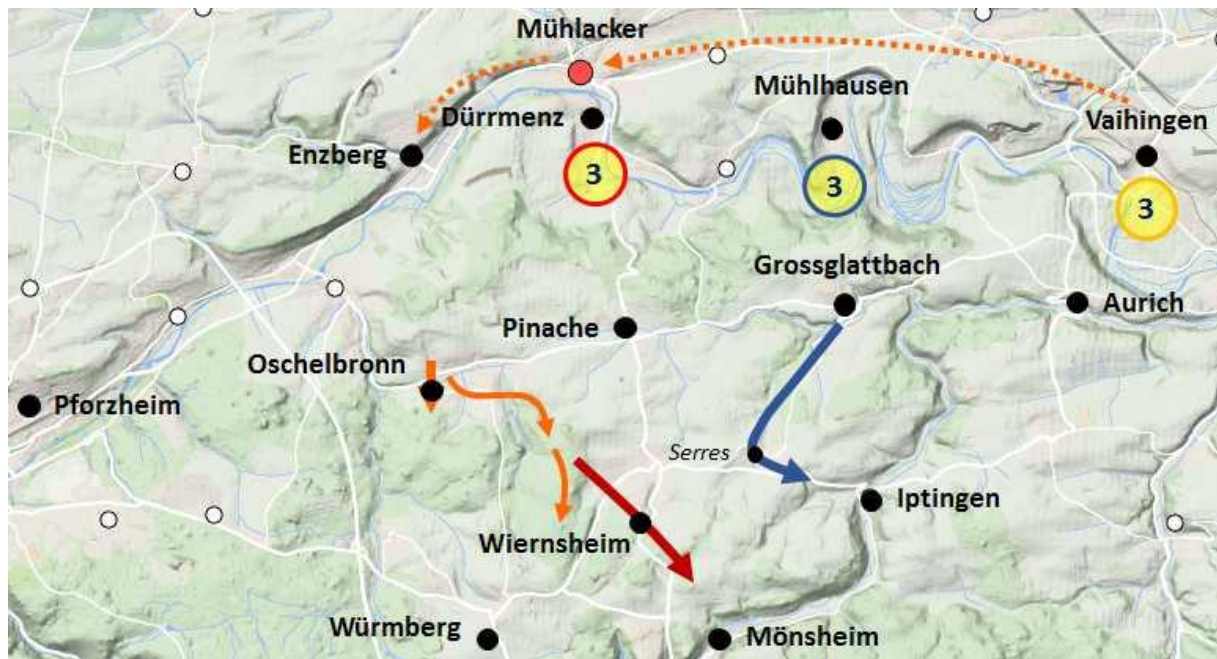 Mühlacker
Mühlhausen
Dürrmenz
Vaihingen
Enzberg
3
3
3
Grossglattbach
Aurich
Pinache
Oschelbronn
Pforzheim
Serres
Iptingen
Wiernsheim
Würmberg
Mönsheim